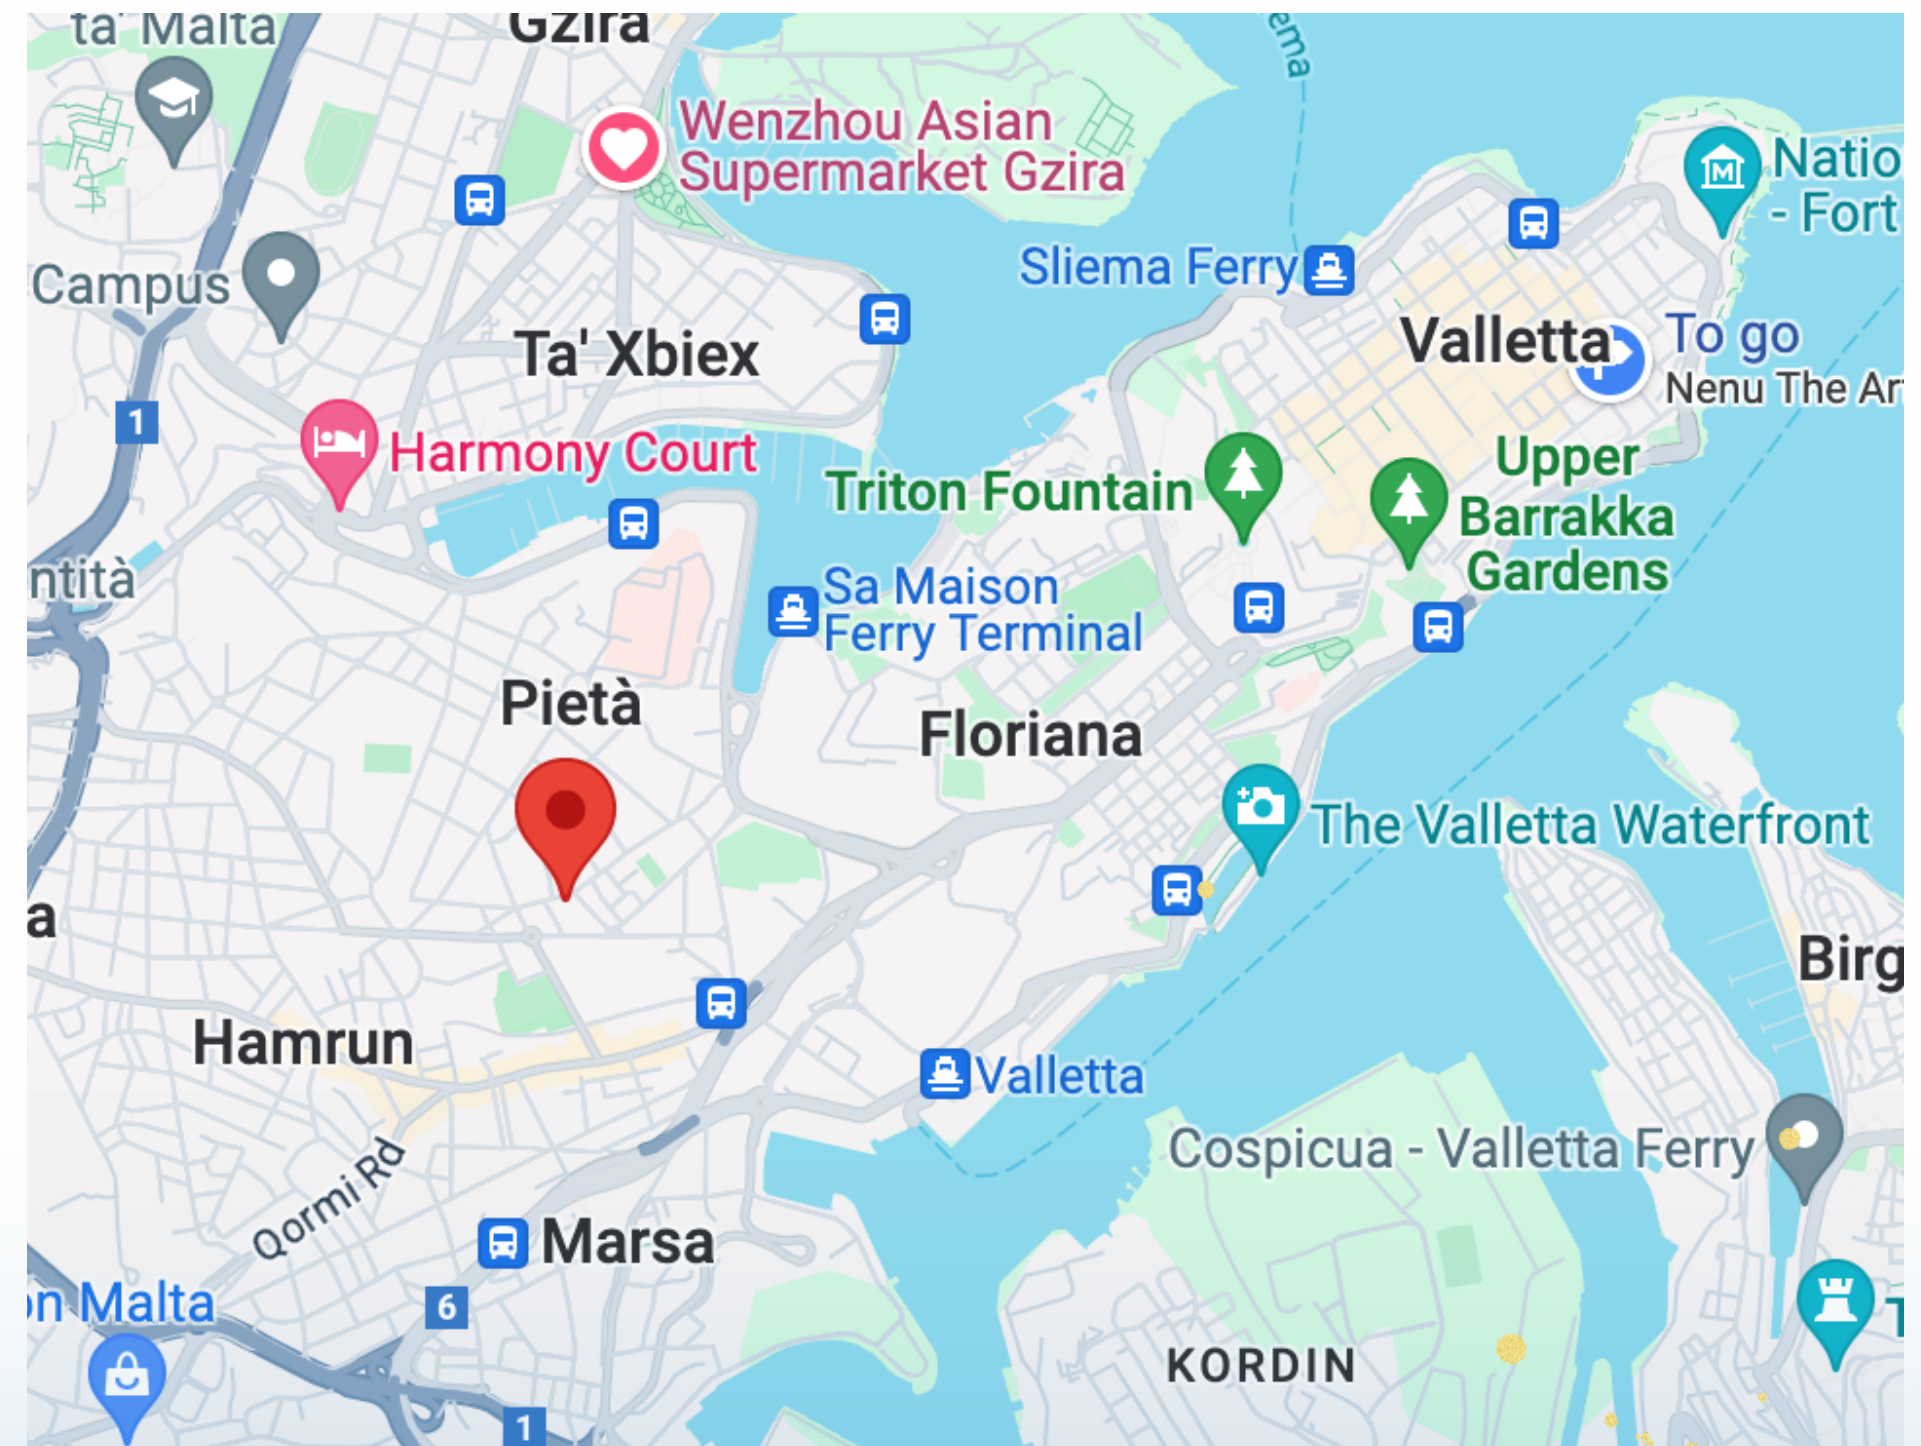 ta' Malta
Gzira
Wenzhou Asian
Supermarket Gzira
Natio
- Fort
Campus
Sliema Ferry
Ta' Xbiex
Valletta
To go
Nenu The Ar
1
Harmony Court
Triton Fountain
Upper
Barrakka
Gardens
ntità
Sa Maison
Ferry Terminal
Pietà
Floriana
The Valletta Waterfront
a
Birg
Hamrun
Valletta
Cospicua - Valletta Ferry
Qormi Rd
Marsa
on Malta
6
KORDIN
1